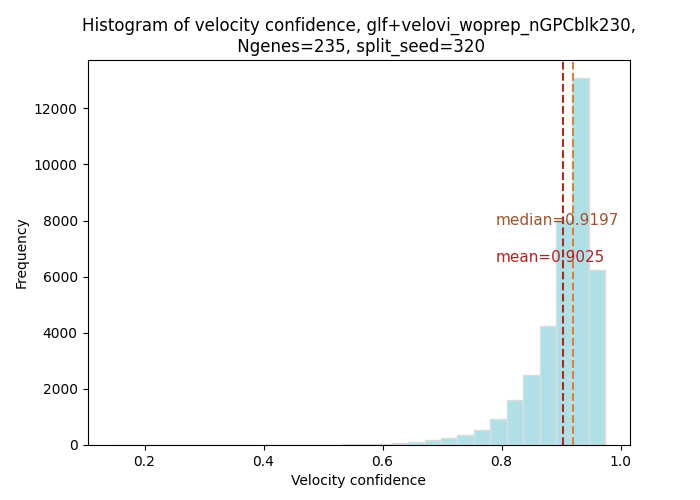 Histogram of velocity confidence, glf+velovi_woprep_nGPCblk230,
Ngenes=235, split_seed=320
12000
10000
8000
6000
4000
2000
0
Frequency
median=0.9197
mean=0.9025
0.2
0.4
0.6
0.8
1.0
Velocity confidence